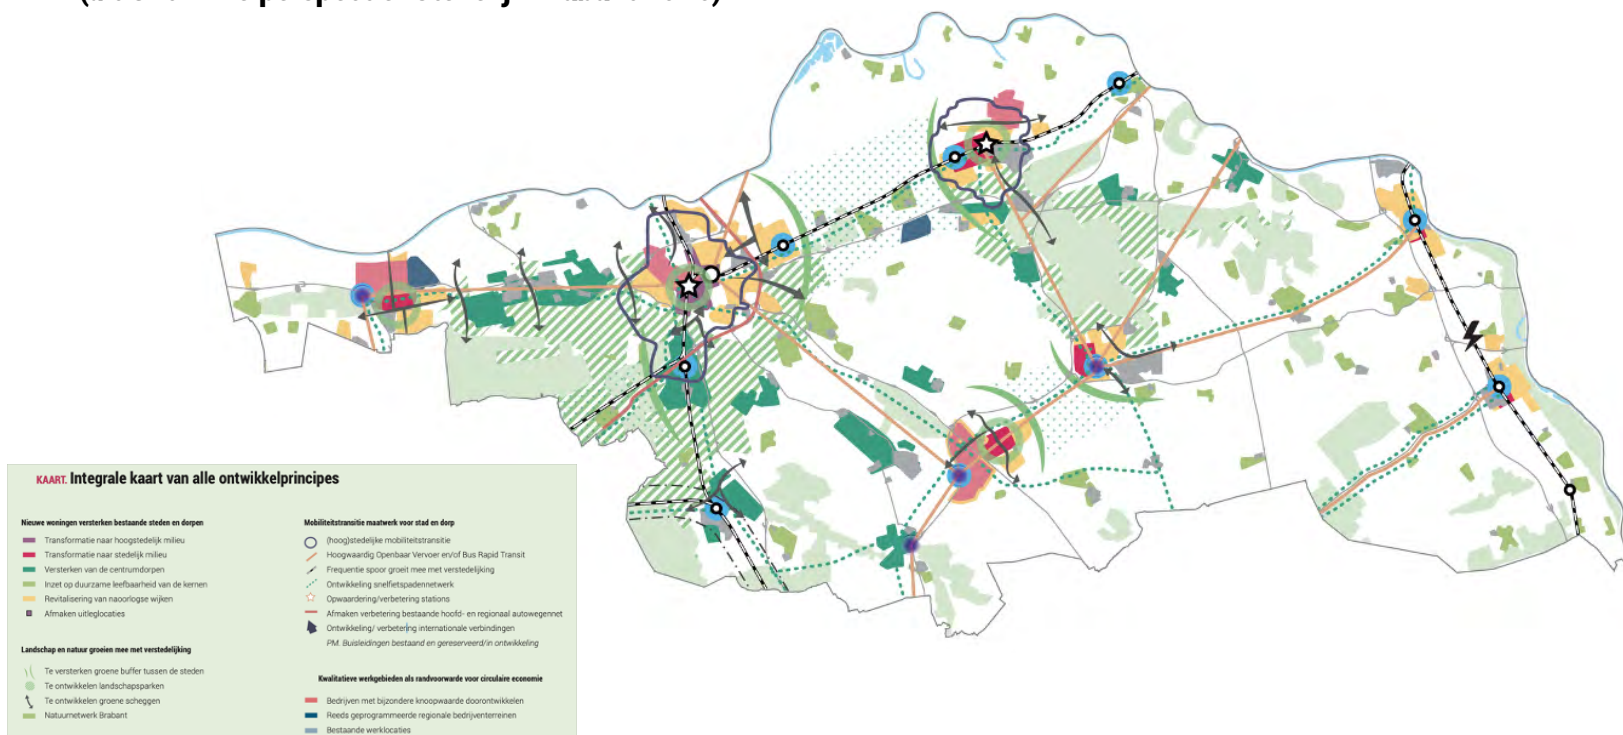 KAART. Integrale kaart van alle ontwikkelprincipes
Nieuwe woningen versterken bestaande steden en dorpen
Transformatie naar hoogstedelijk milieu
Transformatie naar stedelijk milieu
Versterken van de centrumdorpen
Inzet op duurzame leefbaarheid van de kernen
Revitalisering van naoorlogse wijken
Afmaken uitleglocaties
Landschap en natuur groeien mee met verstedelijking
Te versterken groene buffer tussen de steden
Te ontwikkelen landschapsparken
Te ontwikkelen groene scheggen
Natuurnetwerk Brabant
Mobiliteitstransitie maatwerk voor stad en dorp
(hoog)stedelijke mobiliteitstransitie
Hoogwaardig Openbaar Vervoer en/of Bus Rapid Transit
Frequentie spoor groeit mee met verstedelijking
Ontwikkeling snelfietspadennetwerk
Opwaardering/verbetering stations
Afmaken verbetering bestaande hoofd- en regionaal autowegennet
Ontwikkeling/ verbetering internationale verbindingen
PM. Buisleidingen bestaand en gereserveerd/in ontwikkeling
Kwalitatieve werkgebieden als randvoorwarde voor circulaire economie
Bedrijven met bijzondere knoopwaarde doorontwikkelen
Reeds geprogrammeerde regionale bedrijventerreinen
Bestaande werklocaties